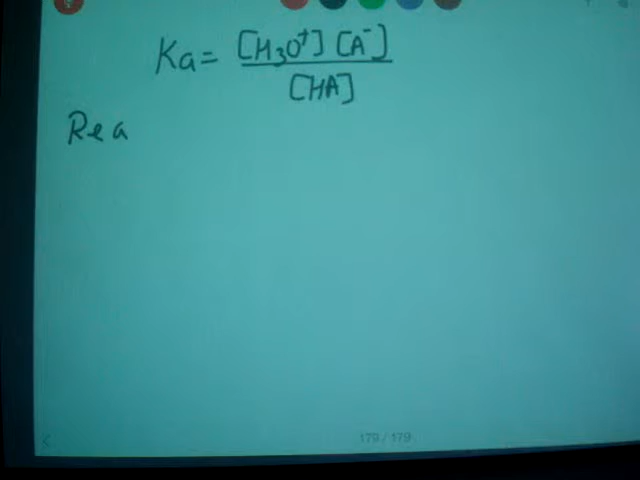 Ka = [H₃O⁺] [A⁻] / [HA]
Rea
179 / 179